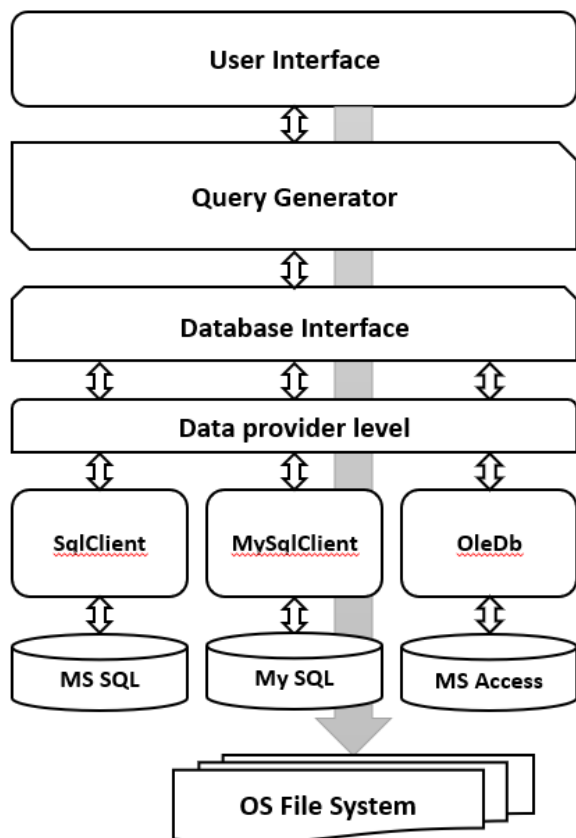 User Interface
Query Generator
Database Interface
Data provider level
SqlClient
MySqlClient
OleDb
MS SQL
My SQL
MS Access
OS File System